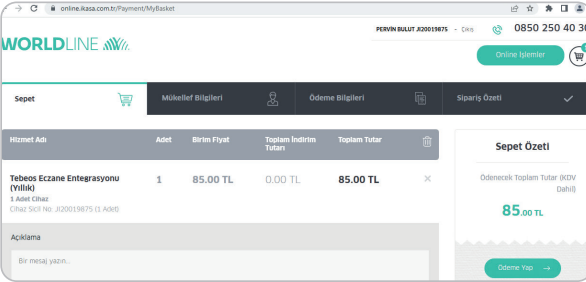 online.ikasa.com.tr/Payment/MyBasket
PERVİN BULUT JI20019875 - Çıkış 0850 250 40 30
WORLDLINE
Online İşlemler
Sepet Mükellef Bilgileri Ödeme Bilgileri Sipariş Özeti
Hizmet Adı Adet Birim Fiyat Toplam İndirim Tutarı Toplam Tutar
Tebeos Eczane Entegrasyonu
(Yıllık) 1 85.00 TL 0.00 TL 85.00 TL
1 Adet Cihaz
Cihaz Sicil No: JI20019875 (1 Adet)
Açıklama
Bir mesaj yazın..
Sepet Özeti
Ödenecek Toplam Tutar (KDV
Dahil)
85.00 TL
Ödeme Yap →